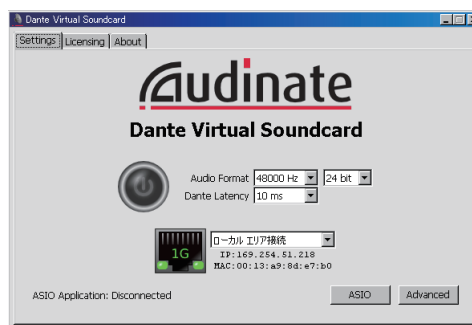 Dante Virtual Soundcard
Settings Licensing About
Audinate
Dante Virtual Soundcard
Audio Format 48000 Hz 24 bit
Dante Latency 10 ms
1G
ローカル エリア接続
IP:169.254.51.218
MAC:00:13:a9:8d:e7:b0
ASIO Application: Disconnected ASIO Advanced